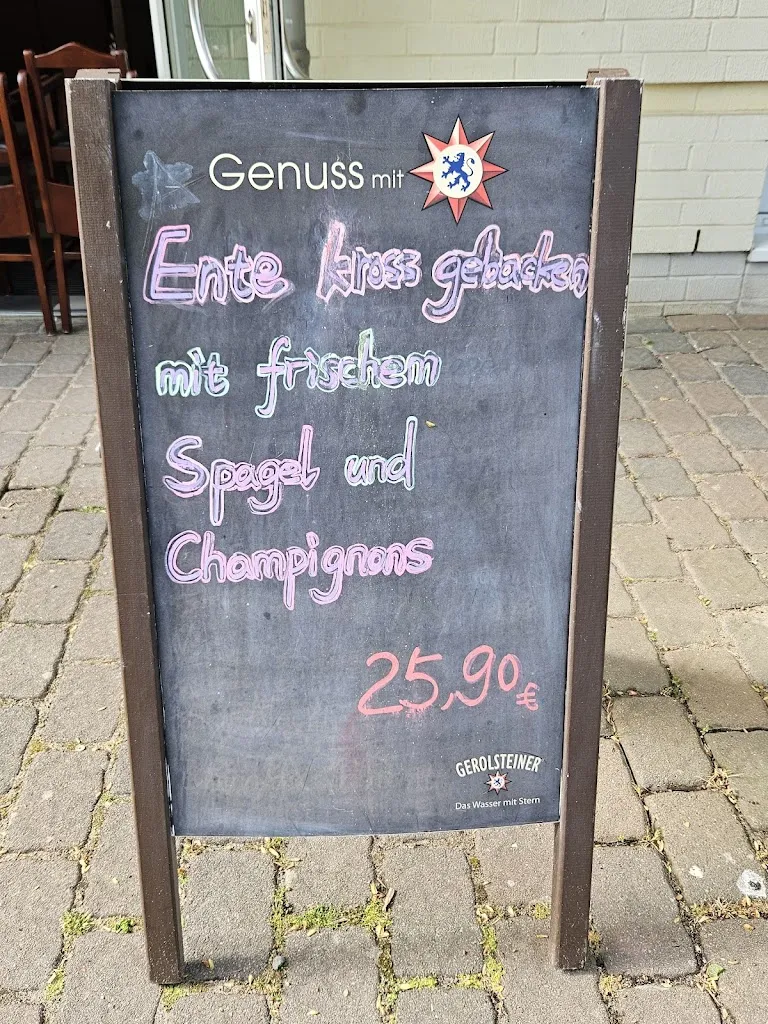 Genuss mit
Ente kross gebacken
mit frischem
Spagel und
Champignons
25,90€
GEROLSTEINER
Das Wasser mit Stern